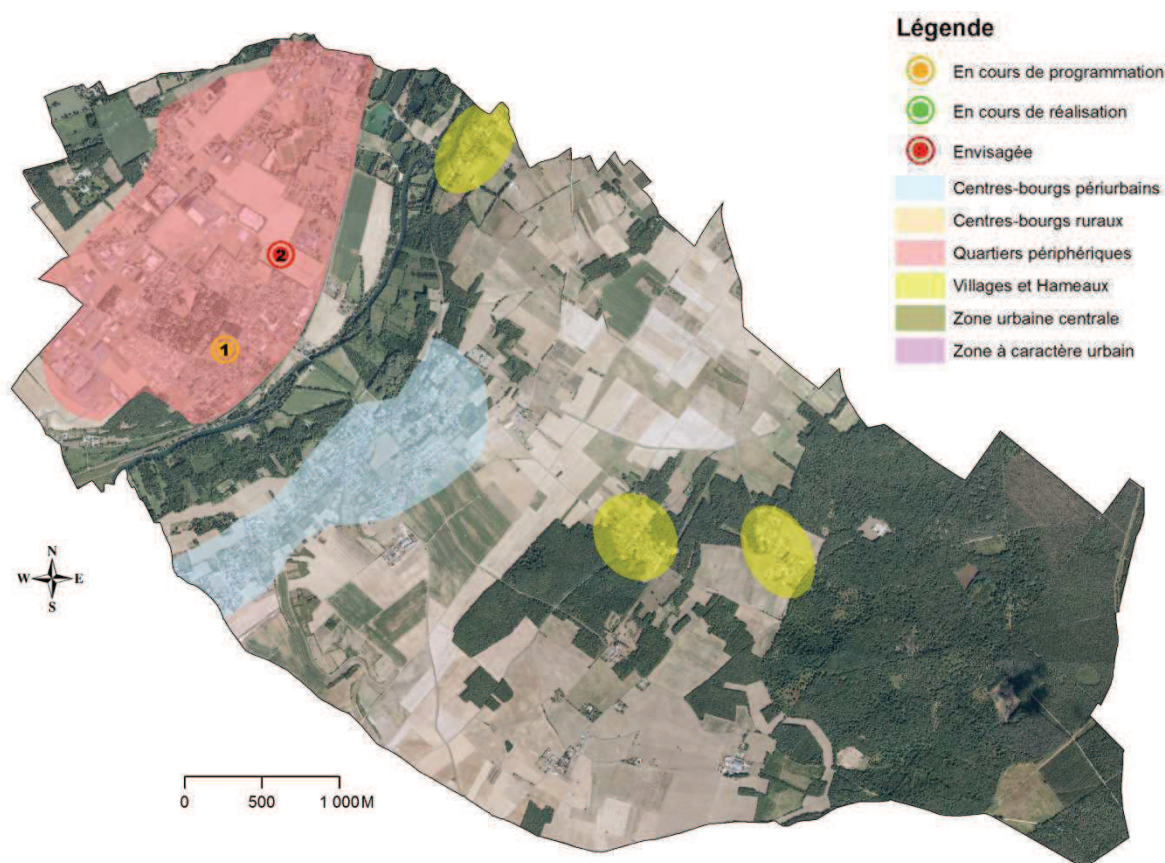 Légende
En cours de programmation
En cours de réalisation
Envisagée
Centres-bourgs périurbains
Centres-bourgs ruraux
Quartiers périphériques
Villages et Hameaux
Zone urbaine centrale
Zone à caractère urbain
2
1
N
W E
S
0 500 1 000M